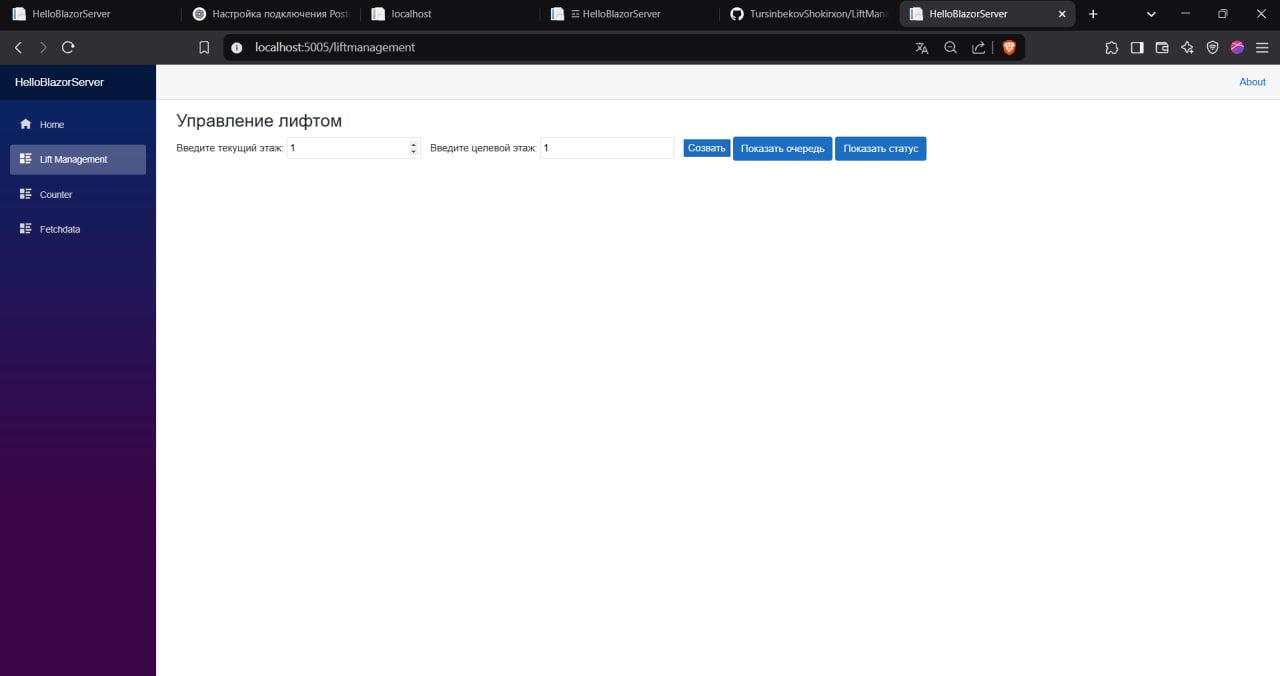 HelloBlazorServer
Настройка подключения Post
localhost
HelloBlazorServer
TursinbekovShokirxon/LiftMana
HelloBlazorServer
localhost:5005/liftmanagement
HelloBlazorServer
About
Home
Lift Management
Counter
Fetchdata
Управление лифтом
Введите текущий этаж: 1 Введите целевой этаж: 1 Созвать Показать очередь Показать статус